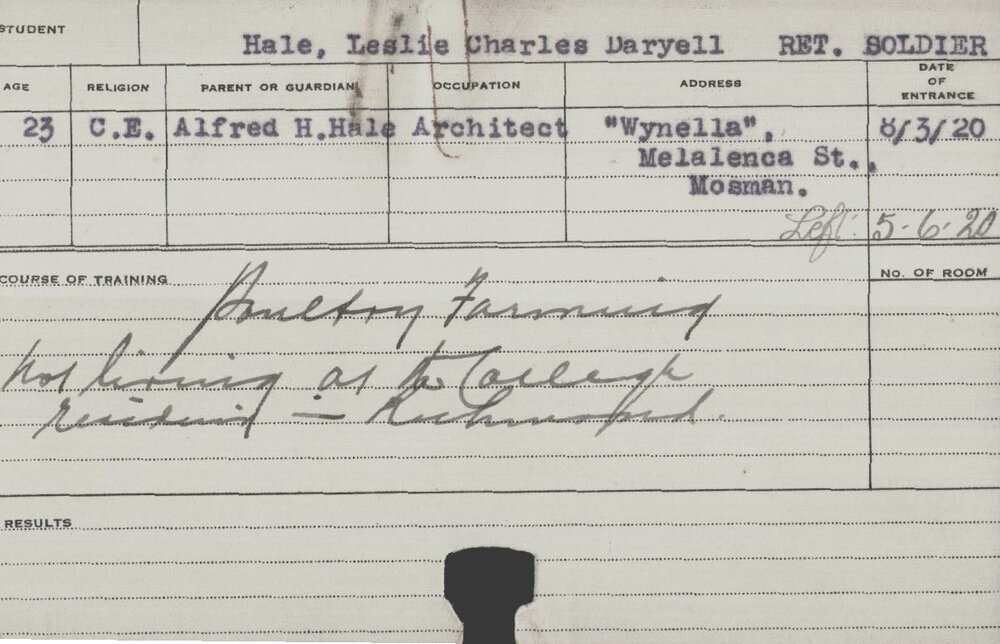 STUDENT
Hale, Leslie Charles Daryell RET. SOLDIER
AGE RELIGION PARENT OR GUARDIAN OCCUPATION ADDRESS DATE OF ENTRANCE
23 C.E. Alfred H.Hale Architect "Wynella", 8/3/20
Melalenca St.,
Mosman.
Left: 5-6-20
COURSE OF TRAINING No. OF ROOM
Poultry Farming
Not living at the College
residing — Richmond.
RESULTS